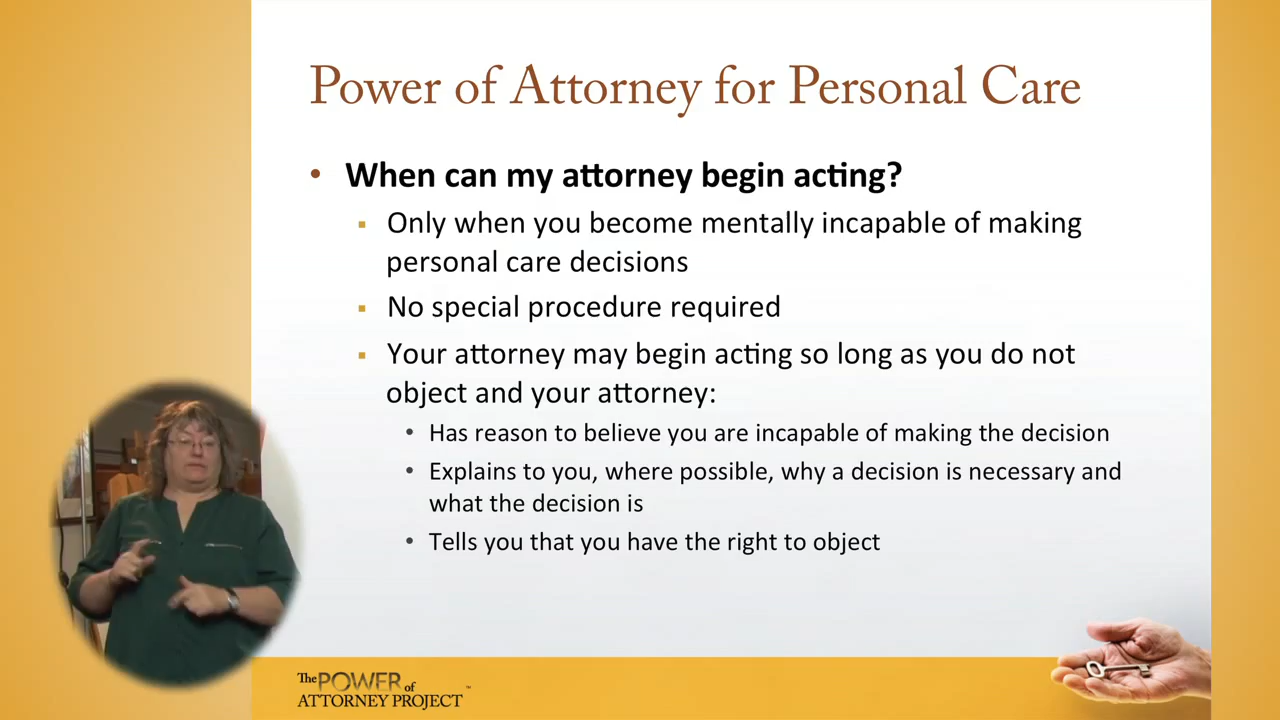 Power of Attorney for Personal Care
• When can my attorney begin acting?
▪ Only when you become mentally incapable of making
personal care decisions
▪ No special procedure required
▪ Your attorney may begin acting so long as you do not
object and your attorney:
• Has reason to believe you are incapable of making the decision
• Explains to you, where possible, why a decision is necessary and
what the decision is
• Tells you that you have the right to object
The POWER of
ATTORNEY PROJECT™